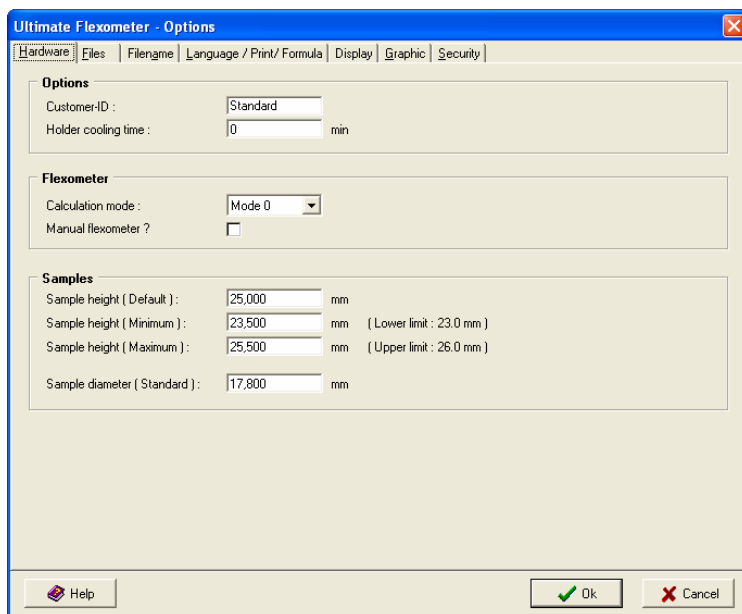 Ultimate Flexometer - Options
Hardware Files Filename Language / Print/ Formula Display Graphic Security
Options
Customer-ID : Standard
Holder cooling time : 0 min
Flexometer
Calculation mode : Mode 0
Manual flexometer ?
Samples
Sample height ( Default ) : 25,000 mm
Sample height ( Minimum ) : 23,500 mm ( Lower limit : 23.0 mm )
Sample height ( Maximum ) : 25,500 mm ( Upper limit : 26.0 mm )
Sample diameter ( Standard ) : 17,800 mm
Help Ok Cancel